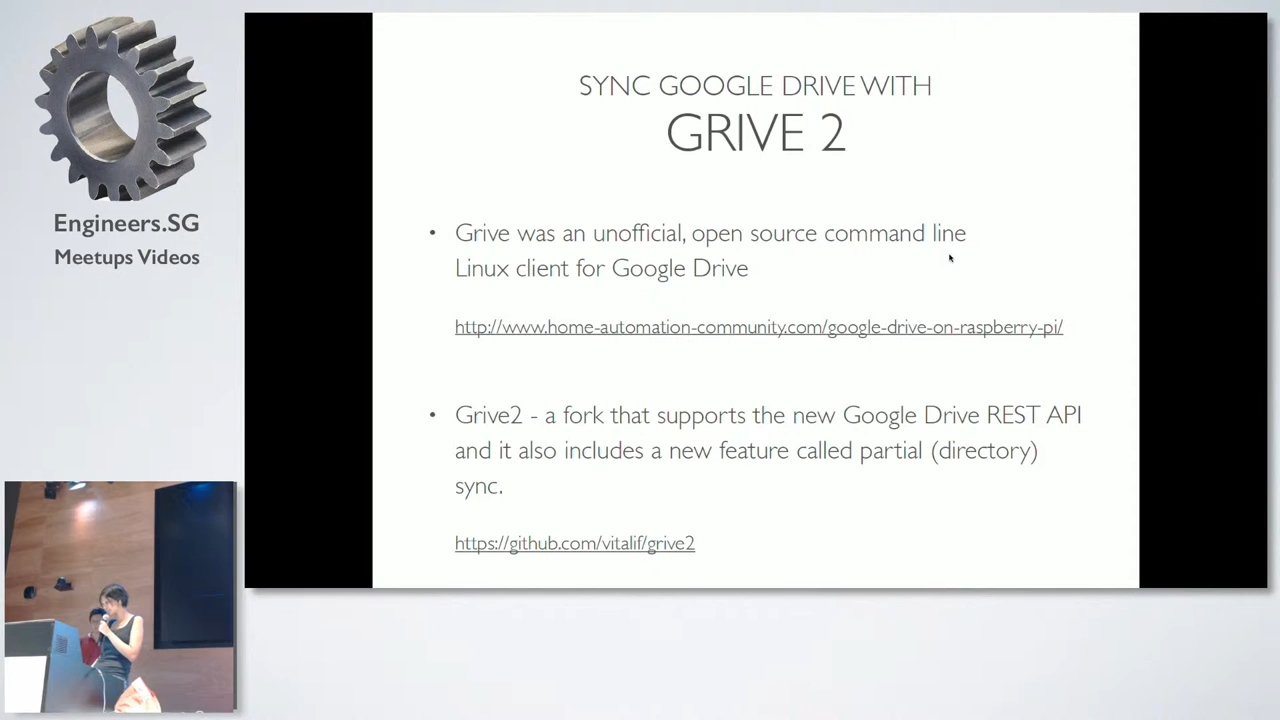 Engineers.SG
Meetups Videos
SYNC GOOGLE DRIVE WITH
GRIVE 2
• Grive was an unofficial, open source command line
Linux client for Google Drive
http://www.home-automation-community.com/google-drive-on-raspberry-pi/
• Grive2 - a fork that supports the new Google Drive REST API
and it also includes a new feature called partial (directory)
sync.
https://github.com/vitalif/grive2